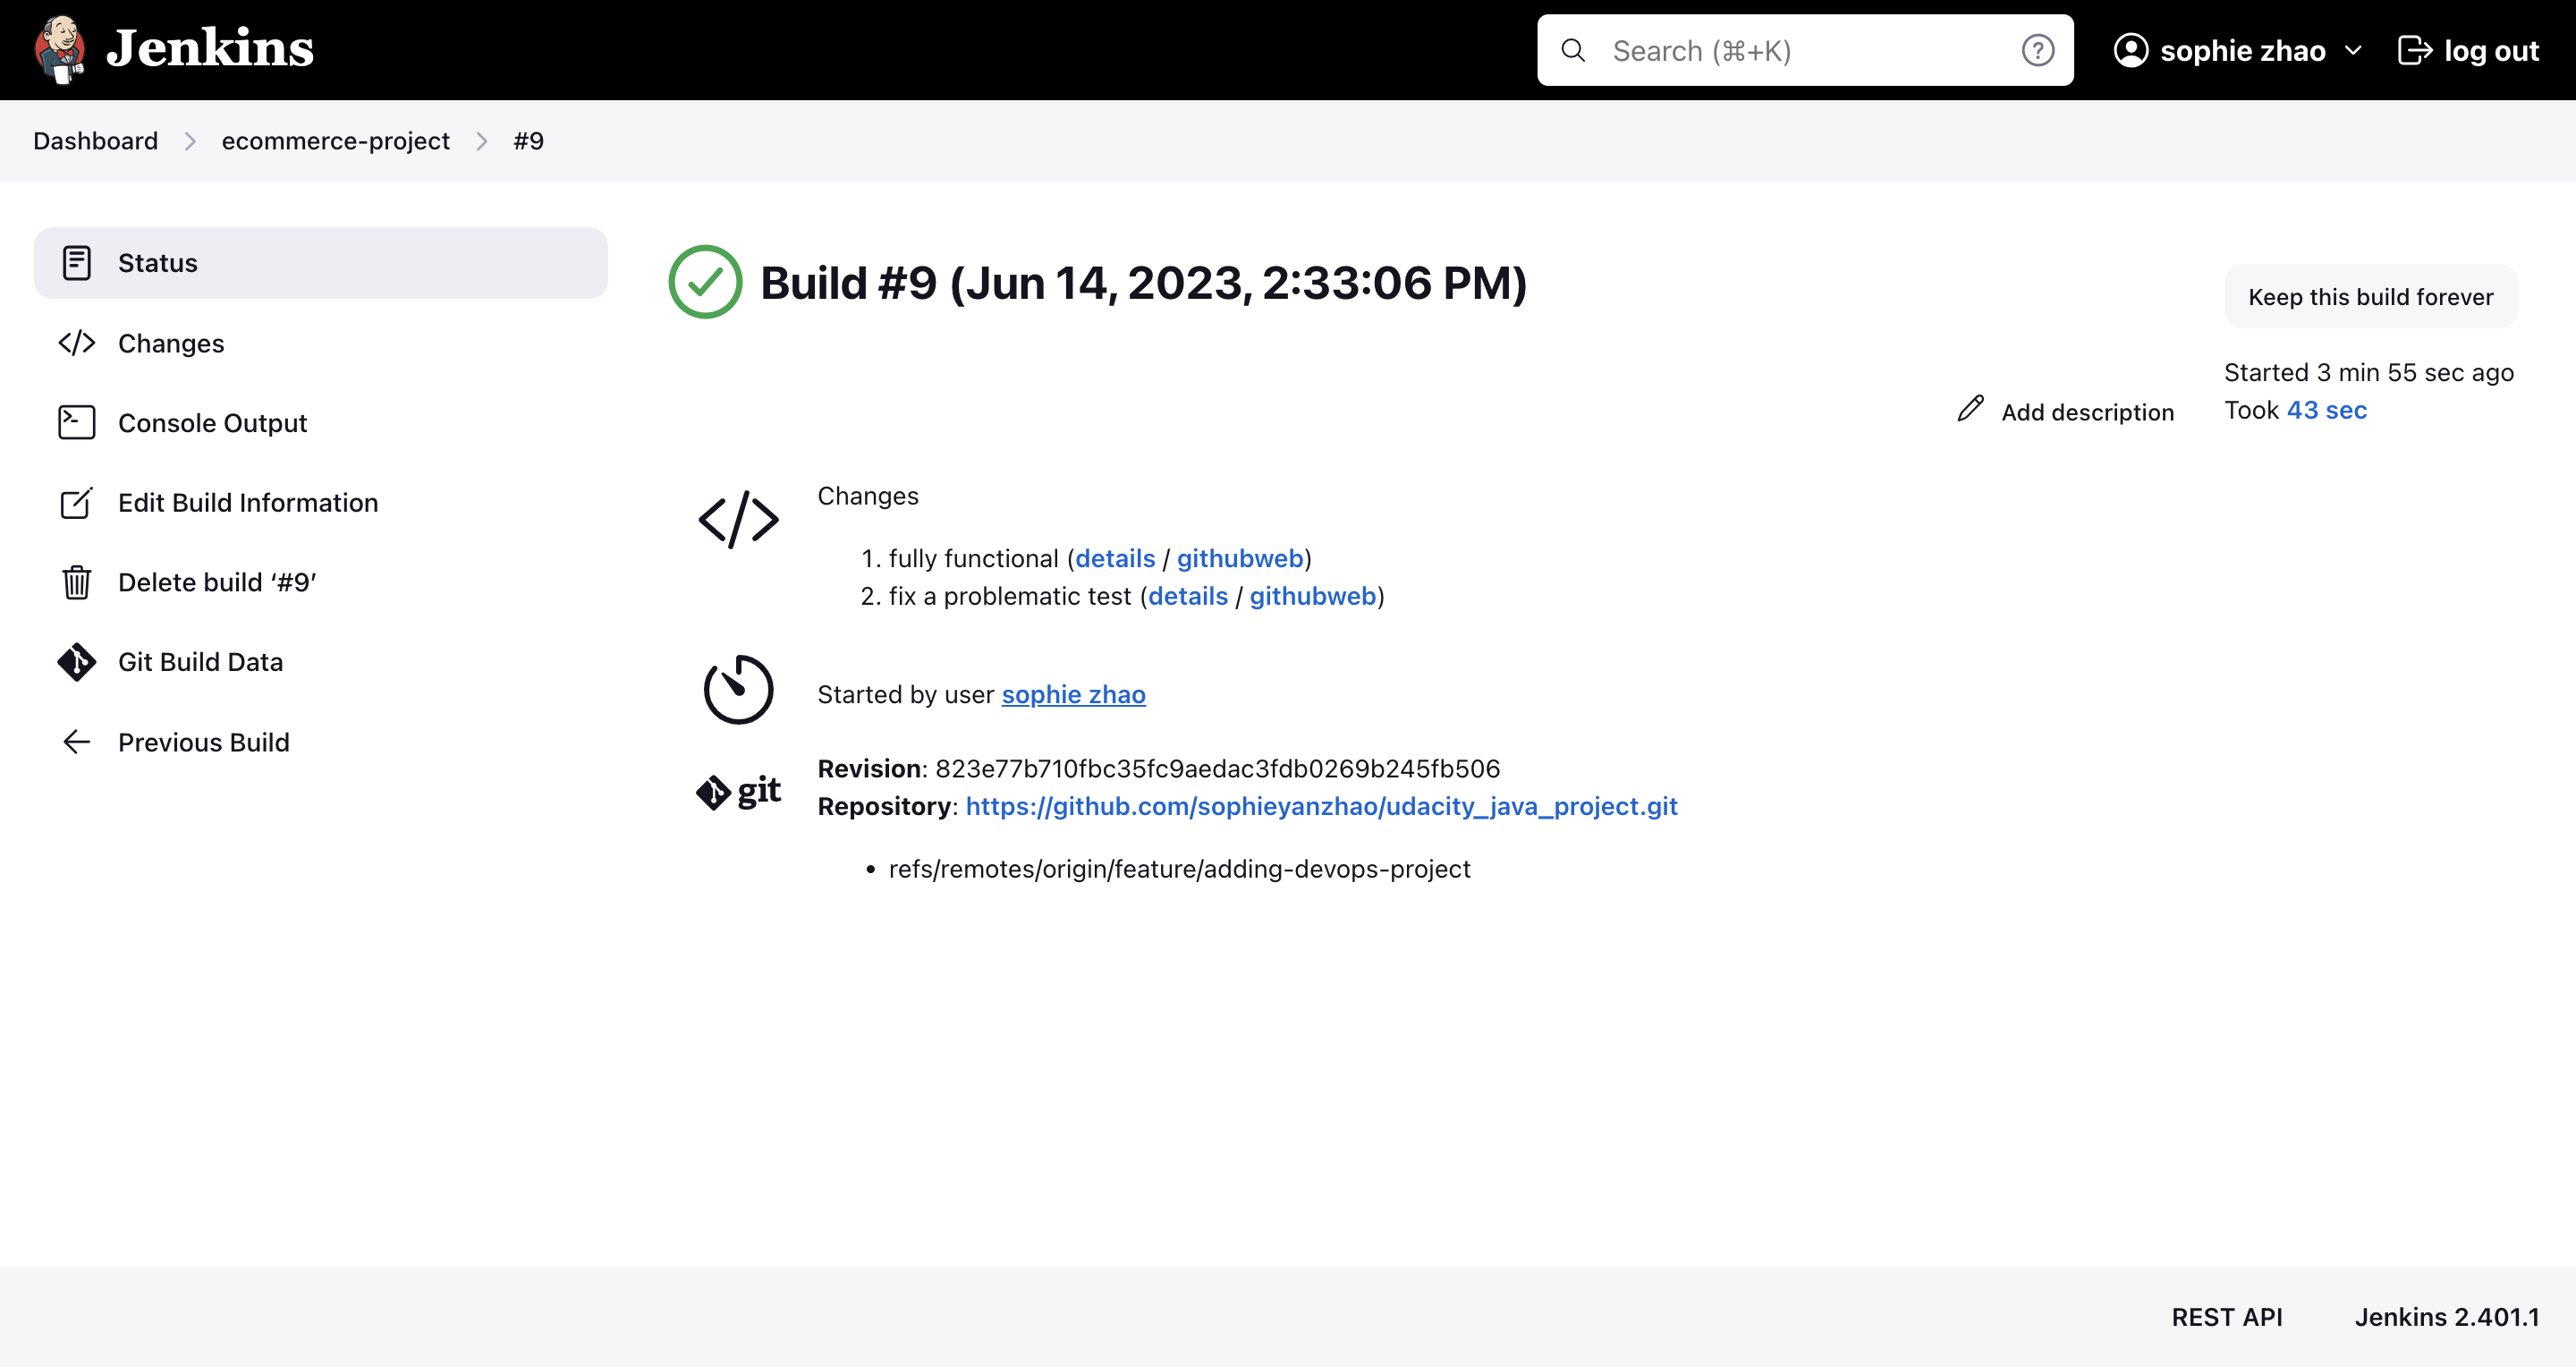 Jenkins
Search (⌘+K)
sophie zhao
log out
Dashboard
ecommerce-project
#9
Status
Changes
Console Output
Edit Build Information
Delete build ‘#9’
Git Build Data
Previous Build
Build #9 (Jun 14, 2023, 2:33:06 PM)
Keep this build forever
Started 3 min 55 sec ago
Took 43 sec
Add description
Changes
1. fully functional (details / githubweb)
2. fix a problematic test (details / githubweb)
Started by user sophie zhao
git
Revision: 823e77b710fbc35fc9aedac3fdb0269b245fb506
Repository: https://github.com/sophieyanzhao/udacity_java_project.git
• refs/remotes/origin/feature/adding-devops-project
REST API
Jenkins 2.401.1